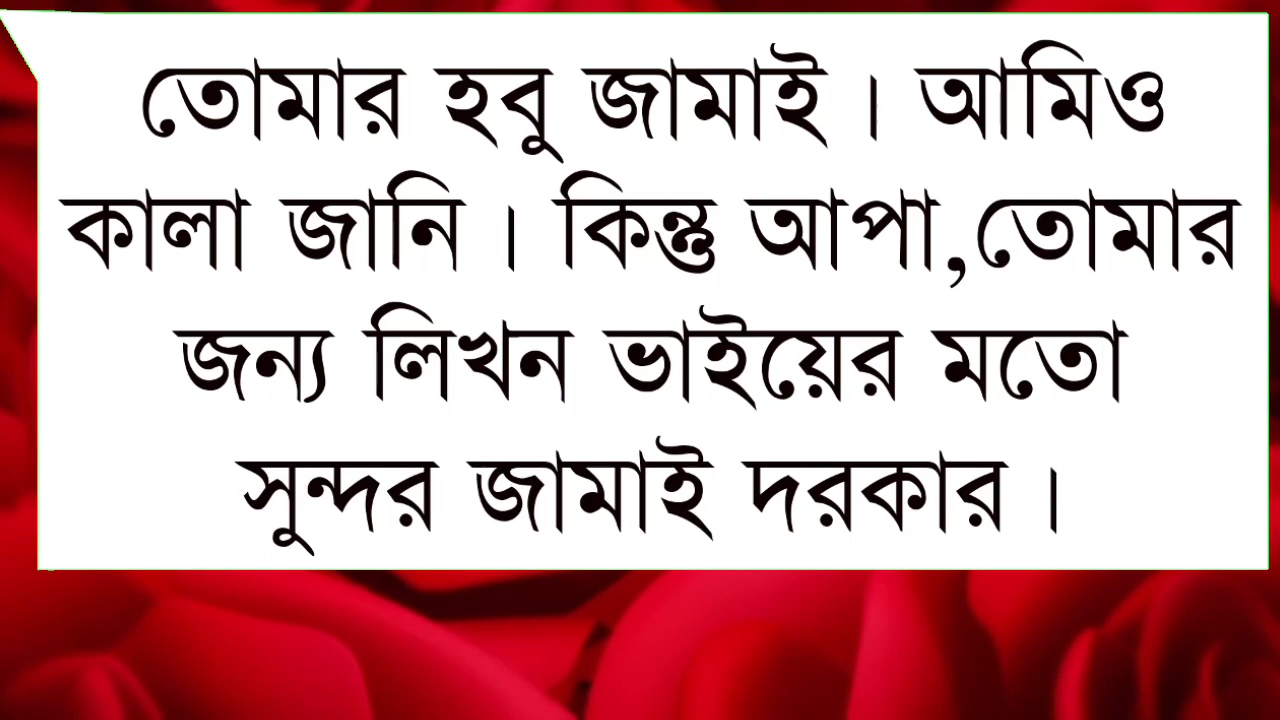 তোমার হবু জামাই । আমিও
কালা জানি । কিন্তু আপা,তোমার
জন্য লিখন ভাইয়ের মতো
সুন্দর জামাই দরকার ।